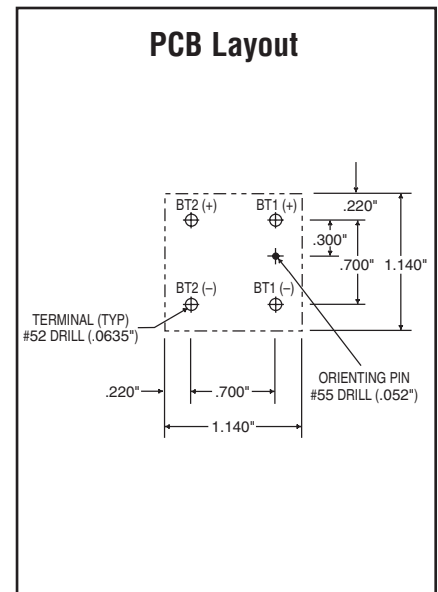 PCB Layout
BT2 (+) BT1 (+)
.220"
.300"
.700" 1.140"
BT2 (–) BT1 (–)
TERMINAL (TYP)
#52 DRILL (.0635")
ORIENTING PIN
#55 DRILL (.052")
.220" .700"
1.140"